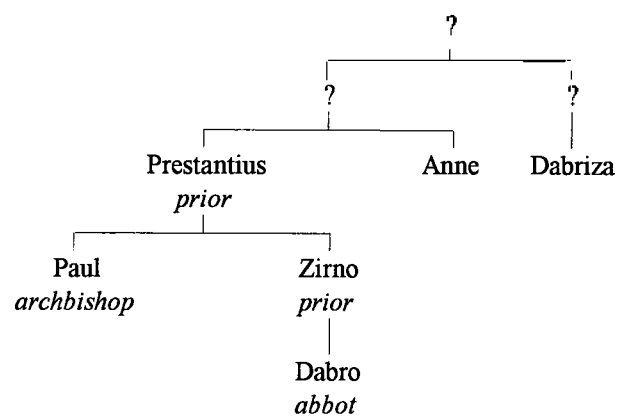 ?
? ?
Prestantius Anne Dabriza
prior
Paul Zirno
archbishop prior
Dabro
abbot